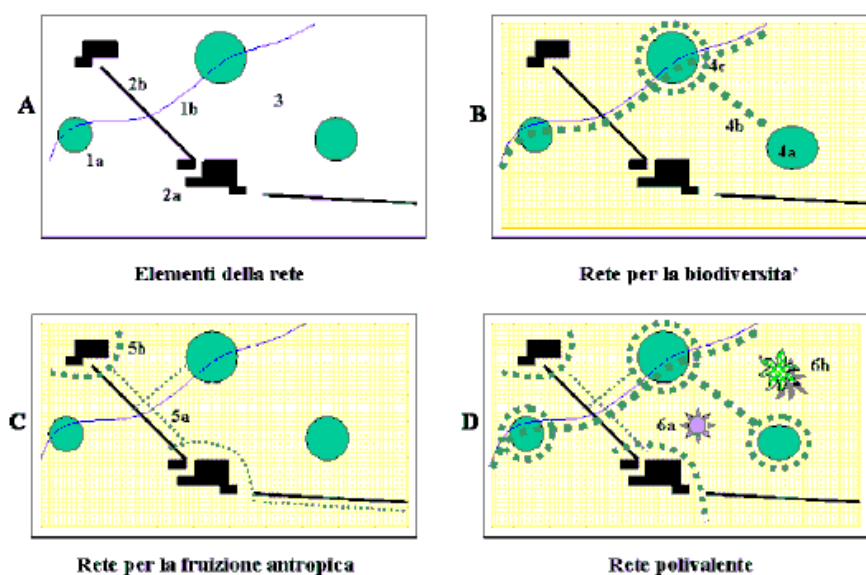 A
2b
1b
3
1a
2a
Elementi della rete
B
4c
4b
4a
Rete per la biodiversita'
C
5b
5a
Rete per la fruizione antropica
D
6b
6a
Rete polivalente